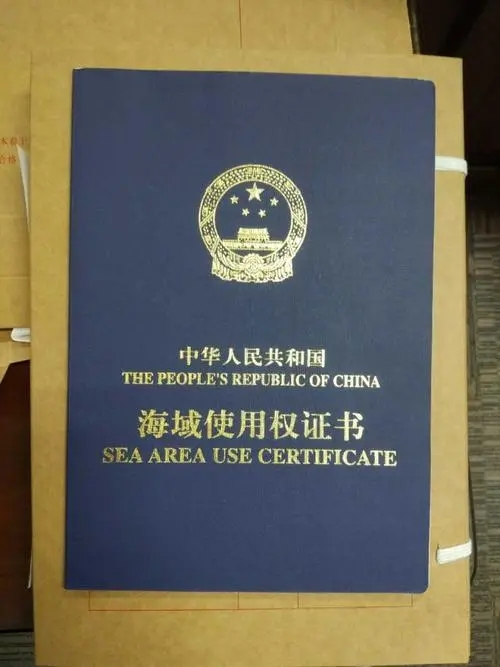 中华人民共和国
THE PEOPLE'S REPUBLIC OF CHINA
海域使用权证书
SEA AREA USE CERTIFICATE